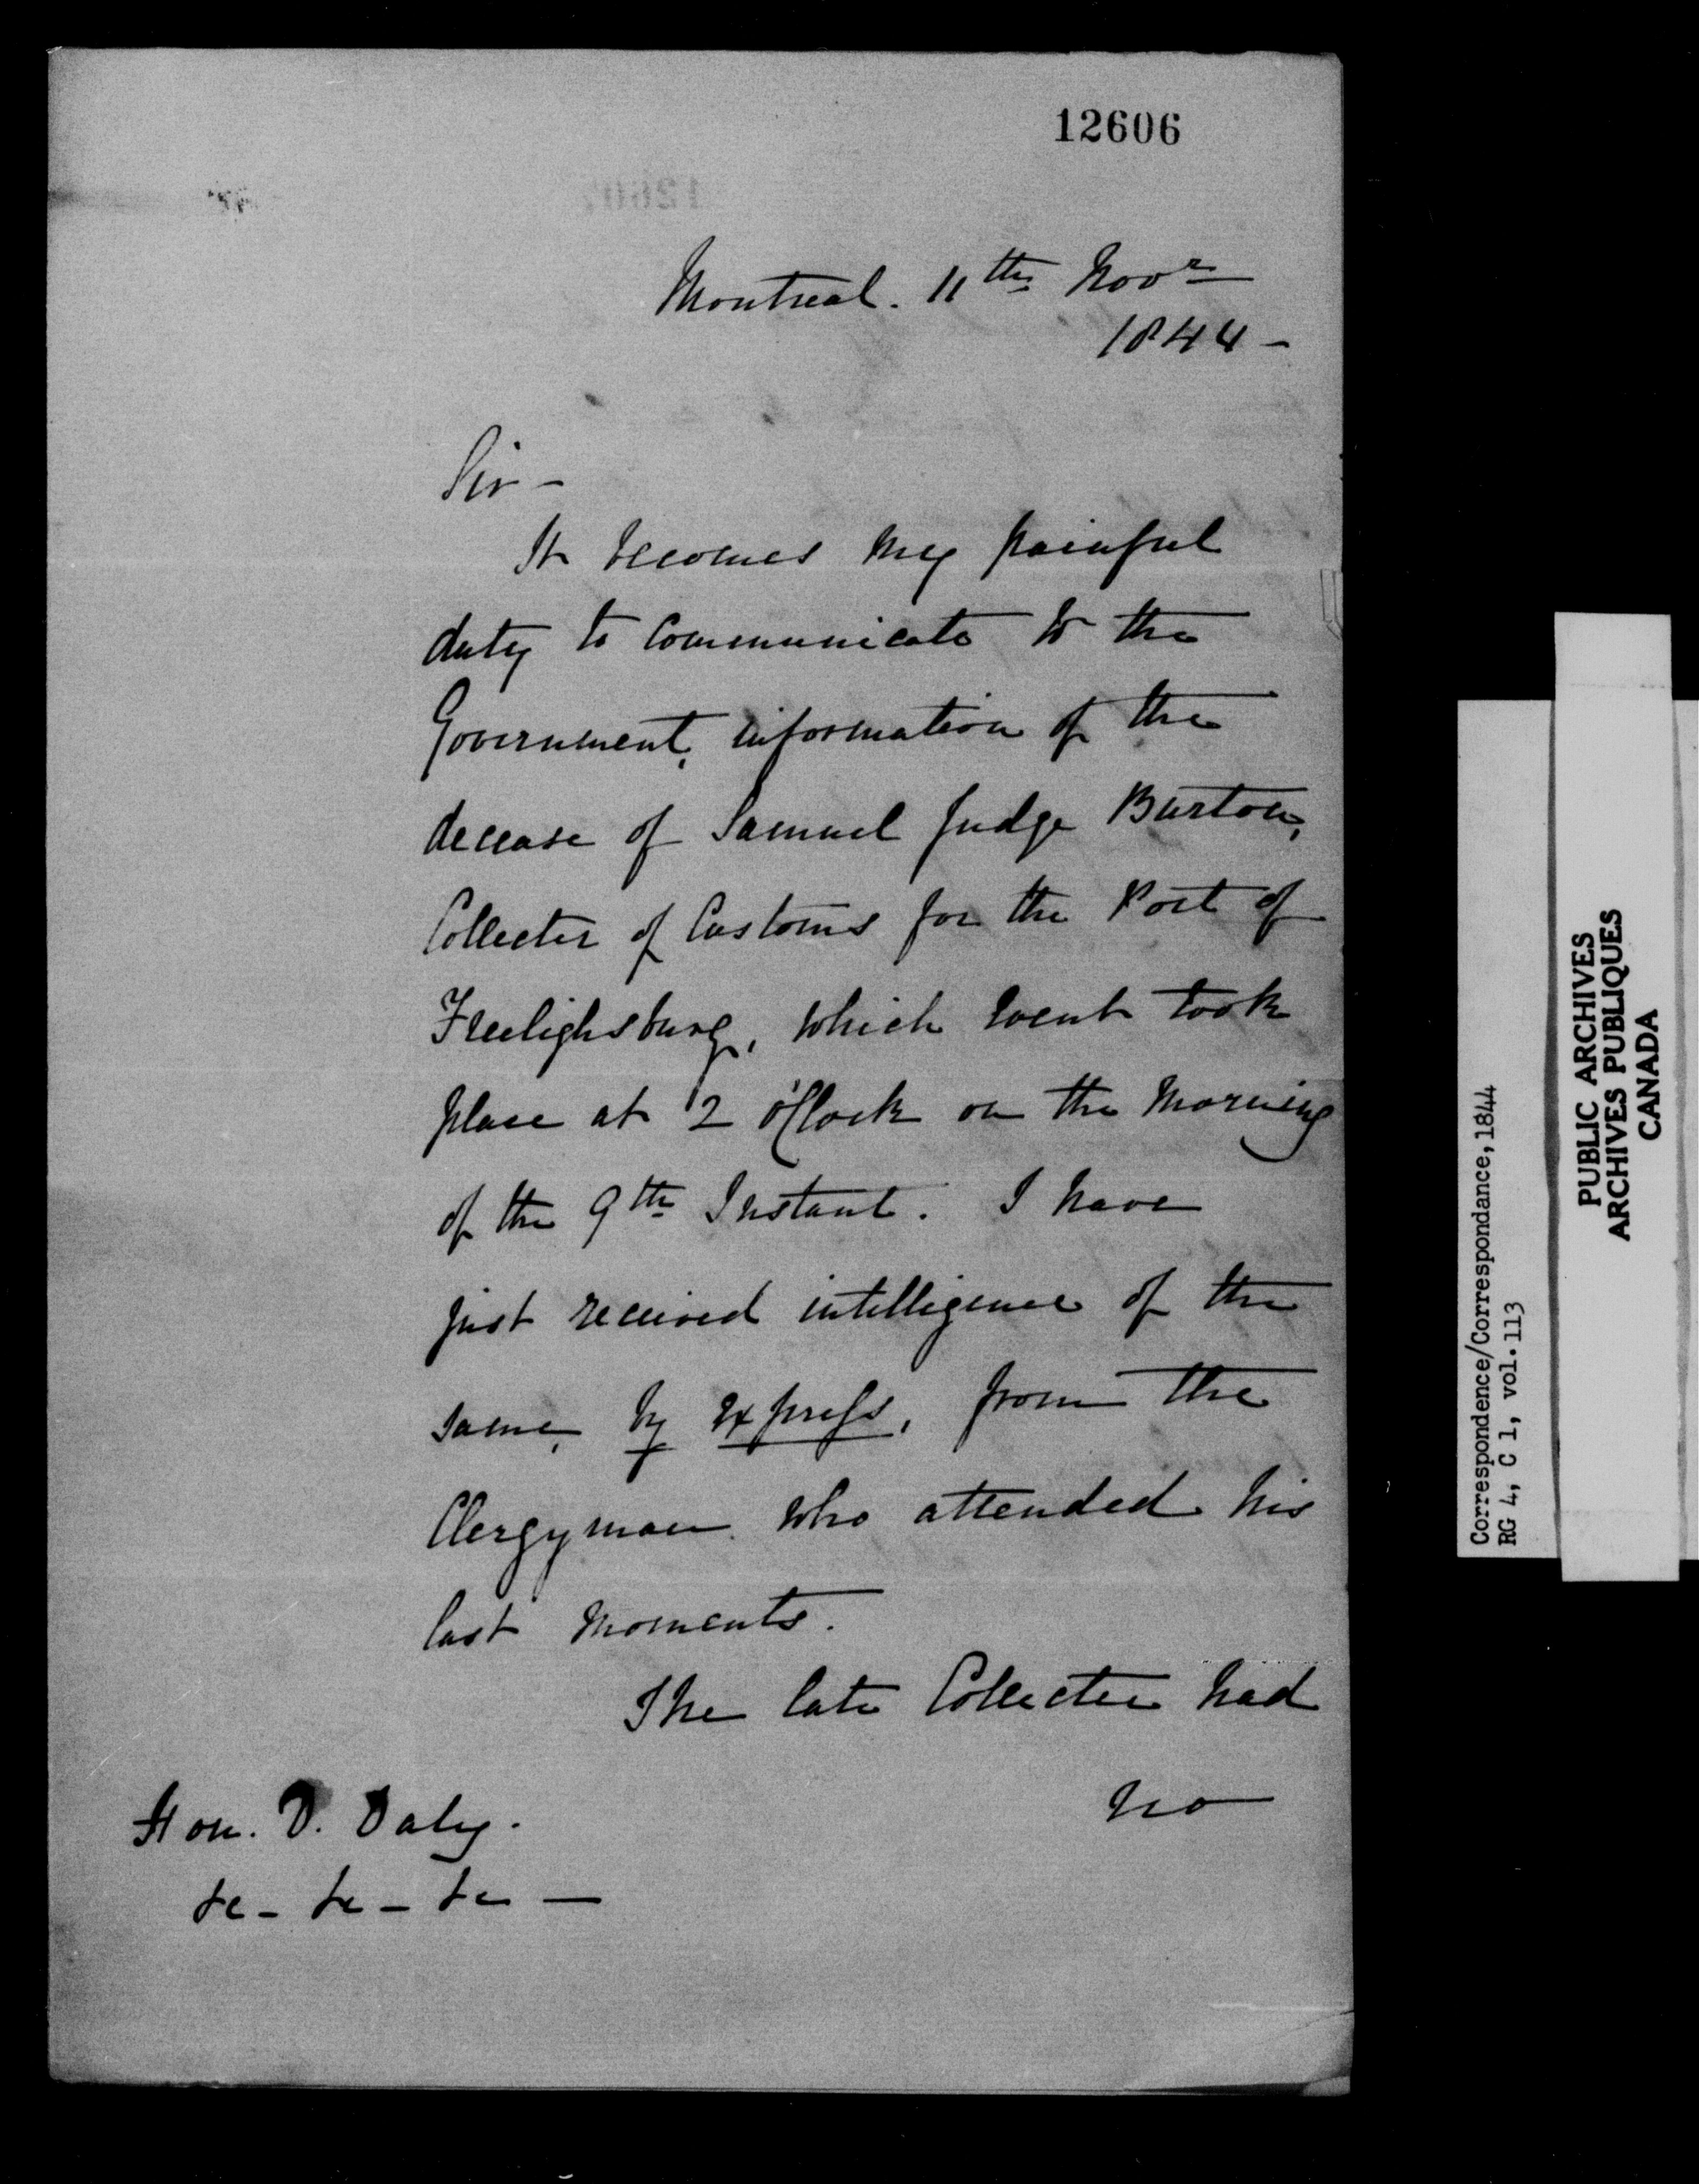 12606
Montreal. 11th Novr
1844 -
Sir -
It becomes my painful
duty to communicate to the
Government, information of the
decease of Samuel Judge Burton,
Collector of Customs for the Port of
Frelighsburg, which event took
place at 2 o'Clock on the morning
of the 9th Instant. I have
just received intelligence of the
same, by express, from the
Clergyman who attended his
last moments.
The late Collector had
no
Hon. D. Daly.
&c - &c - &c -
Correspondence/Correspondance, 1844
RG 4, C 1, vol. 113
PUBLIC ARCHIVES
ARCHIVES PUBLIQUES
CANADA